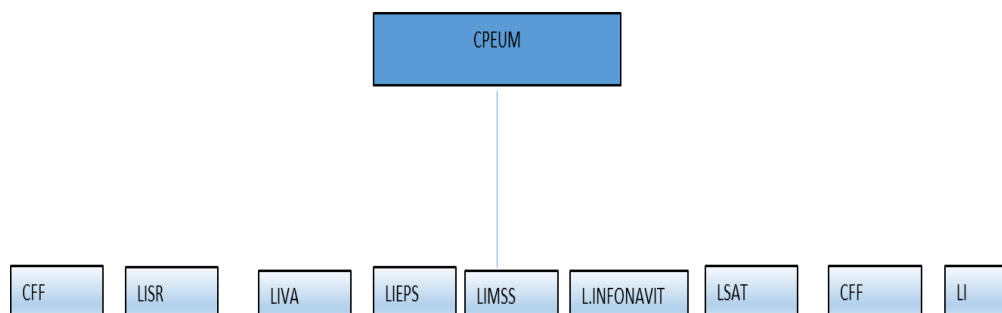 CPEUM
CFF
LISR
LIVA
LIEPS
LIMSS
L.INFONAVIT
LSAT
CFF
LI